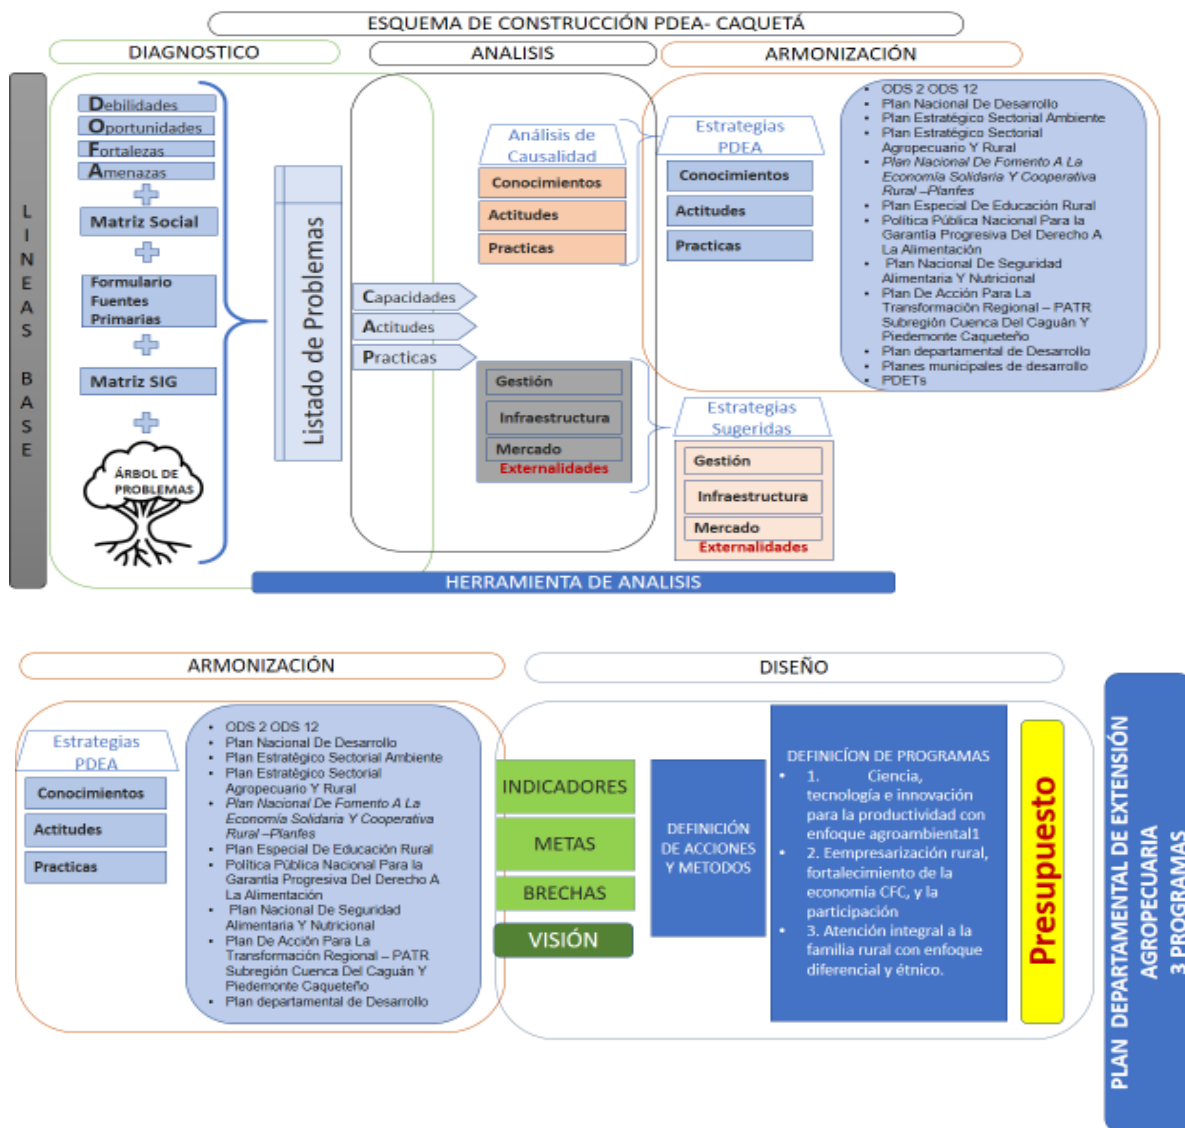 ESQUEMA DE CONSTRUCCIÓN PDEA- CAQUETÁ
DIAGNOSTICO
ANALISIS
ARMONIZACIÓN
LINEAS BASE
Debilidades
Oportunidades
Fortalezas
Amenazas
Matriz Social
Formulario
Fuentes
Primarias
Matriz SIG
ÁRBOL DE
PROBLEMAS
Listado de Problemas
Capacidades
Actitudes
Practicas
Análisis de
Causalidad
Conocimientos
Actitudes
Practicas
Gestión
Infraestructura
Mercado
Externalidades
Estrategias
PDEA
Conocimientos
Actitudes
Practicas
Estrategias
Sugeridas
Gestión
Infraestructura
Mercado
Externalidades
• ODS 2 ODS 12
• Plan Nacional De Desarrollo
• Plan Estratégico Sectorial Ambiente
• Plan Estratégico Sectorial
Agropecuario Y Rural
• Plan Nacional De Fomento A La
Economía Solidaria Y Cooperativa
Rural –Planfes
• Plan Especial De Educación Rural
• Política Pública Nacional Para la
Garantía Progresiva Del Derecho A
La Alimentación
• Plan Nacional De Seguridad
Alimentaria Y Nutricional
• Plan De Acción Para La
Transformación Regional – PATR
Subregión Cuenca Del Caguán Y
Piedemonte Caqueteño
• Plan departamental de Desarrollo
• Planes municipales de desarrollo
• PDETs
HERRAMIENTA DE ANALISIS
ARMONIZACIÓN
DISEÑO
Estrategias
PDEA
Conocimientos
Actitudes
Practicas
• ODS 2 ODS 12
• Plan Nacional De Desarrollo
• Plan Estratégico Sectorial Ambiente
• Plan Estratégico Sectorial
Agropecuario Y Rural
• Plan Nacional De Fomento A La
Economía Solidaria Y Cooperativa
Rural –Planfes
• Plan Especial De Educación Rural
• Política Pública Nacional Para la
Garantía Progresiva Del Derecho A
La Alimentación
• Plan Nacional De Seguridad
Alimentaria Y Nutricional
• Plan De Acción Para La
Transformación Regional – PATR
Subregión Cuenca Del Caguán Y
Piedemonte Caqueteño
• Plan departamental de Desarrollo
INDICADORES
METAS
BRECHAS
VISIÓN
DEFINICIÓN
DE ACCIONES
Y METODOS
DEFINICÍON DE PROGRAMAS
• 1. Ciencia,
tecnología e innovación
para la productividad con
enfoque agroambiental1
• 2. Eempresarización rural,
fortalecimiento de la
economía CFC, y la
participación
• 3. Atención integral a la
familia rural con enfoque
diferencial y étnico.
Presupuesto
PLAN DEPARTAMENTAL DE EXTENSIÓN
AGROPECUARIA
3 PROGRAMAS